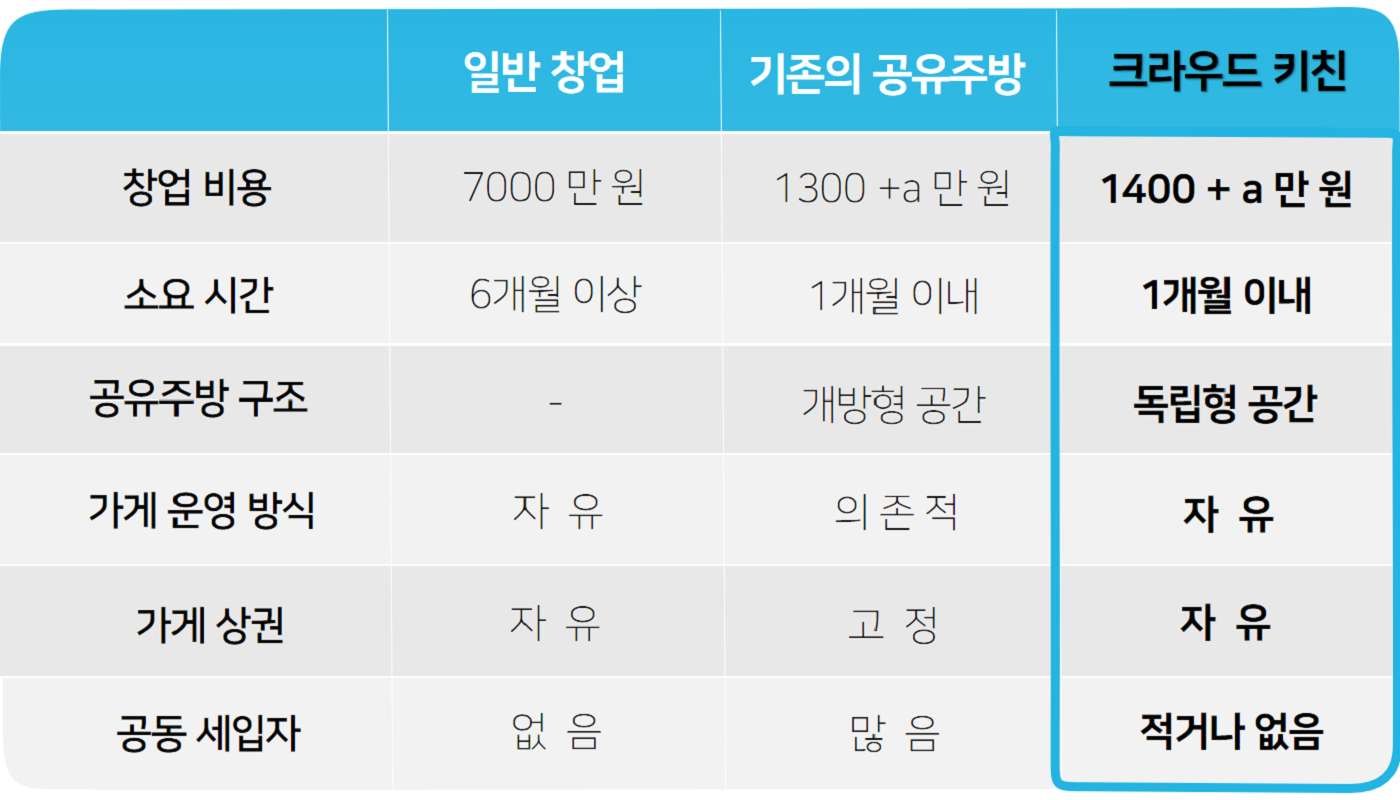 일반 창업 기존의 공유주방 크라우드 키친
창업 비용 7000 만 원 1300 +a 만 원 1400 + a 만 원
소요 시간 6개월 이상 1개월 이내 1개월 이내
공유주방 구조 - 개방형 공간 독립형 공간
가게 운영 방식 자 유 의 존 적 자 유
가게 상권 자 유 고 정 자 유
공동 세입자 없 음 많 음 적거나 없음